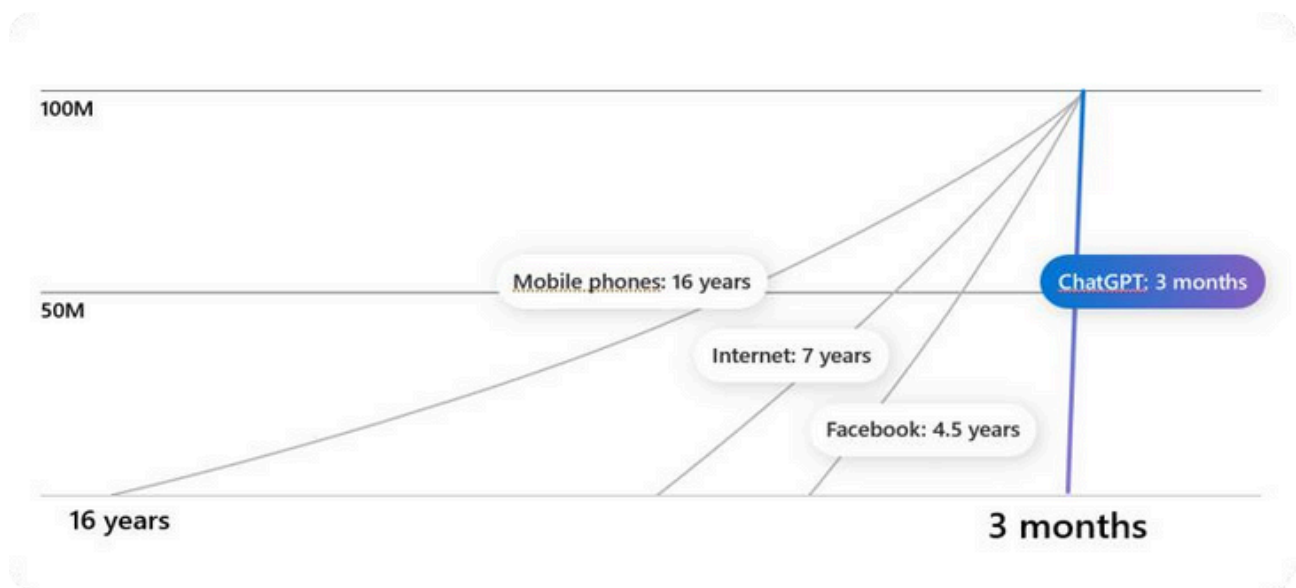 100M
Mobile phones: 16 years
ChatGPT: 3 months
50M
Internet: 7 years
Facebook: 4.5 years
16 years
3 months